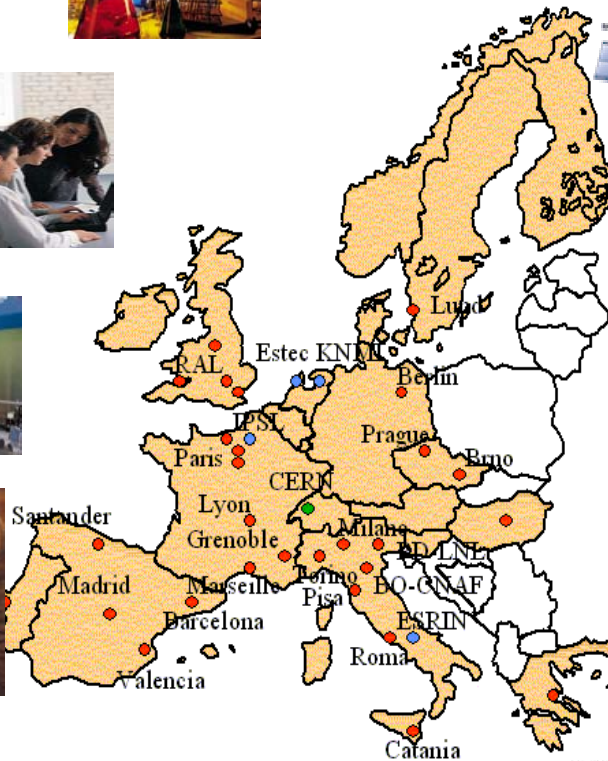 Lund
Estec KNMI
RAL
Berlin
IPSL
Prague
Paris
Brno
CERN
Lyon
Santander
Milano
Grenoble
PD-LNL
Torino
Madrid
Marseille
BO-CNAF
Pisa
Barcelona
ESRIN
Roma
Valencia
Catania